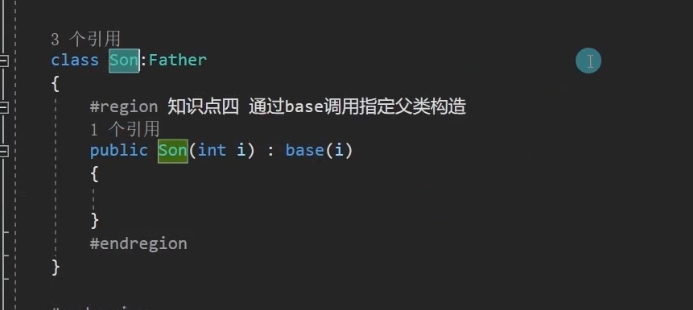 3 个引用
class Son:Father
{
#region 知识点四 通过base调用指定父类构造
1 个引用
public Son(int i) : base(i)
{
}
#endregion
}